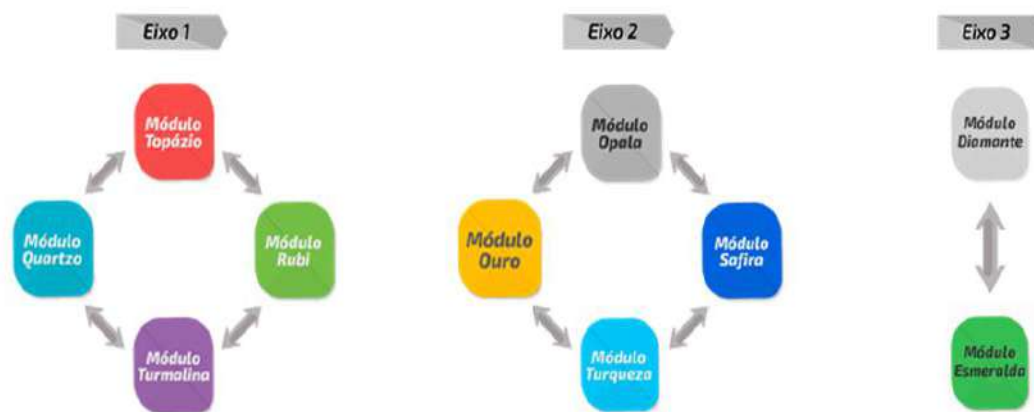 Eixo 1
Eixo 2
Eixo 3
Módulo
Topázio
Módulo
Opala
Módulo
Diamante
Módulo
Quartzo
Módulo
Rubi
Módulo
Ouro
Módulo
Safira
Módulo
Turmalina
Módulo
Turqueza
Módulo
Esmeralda